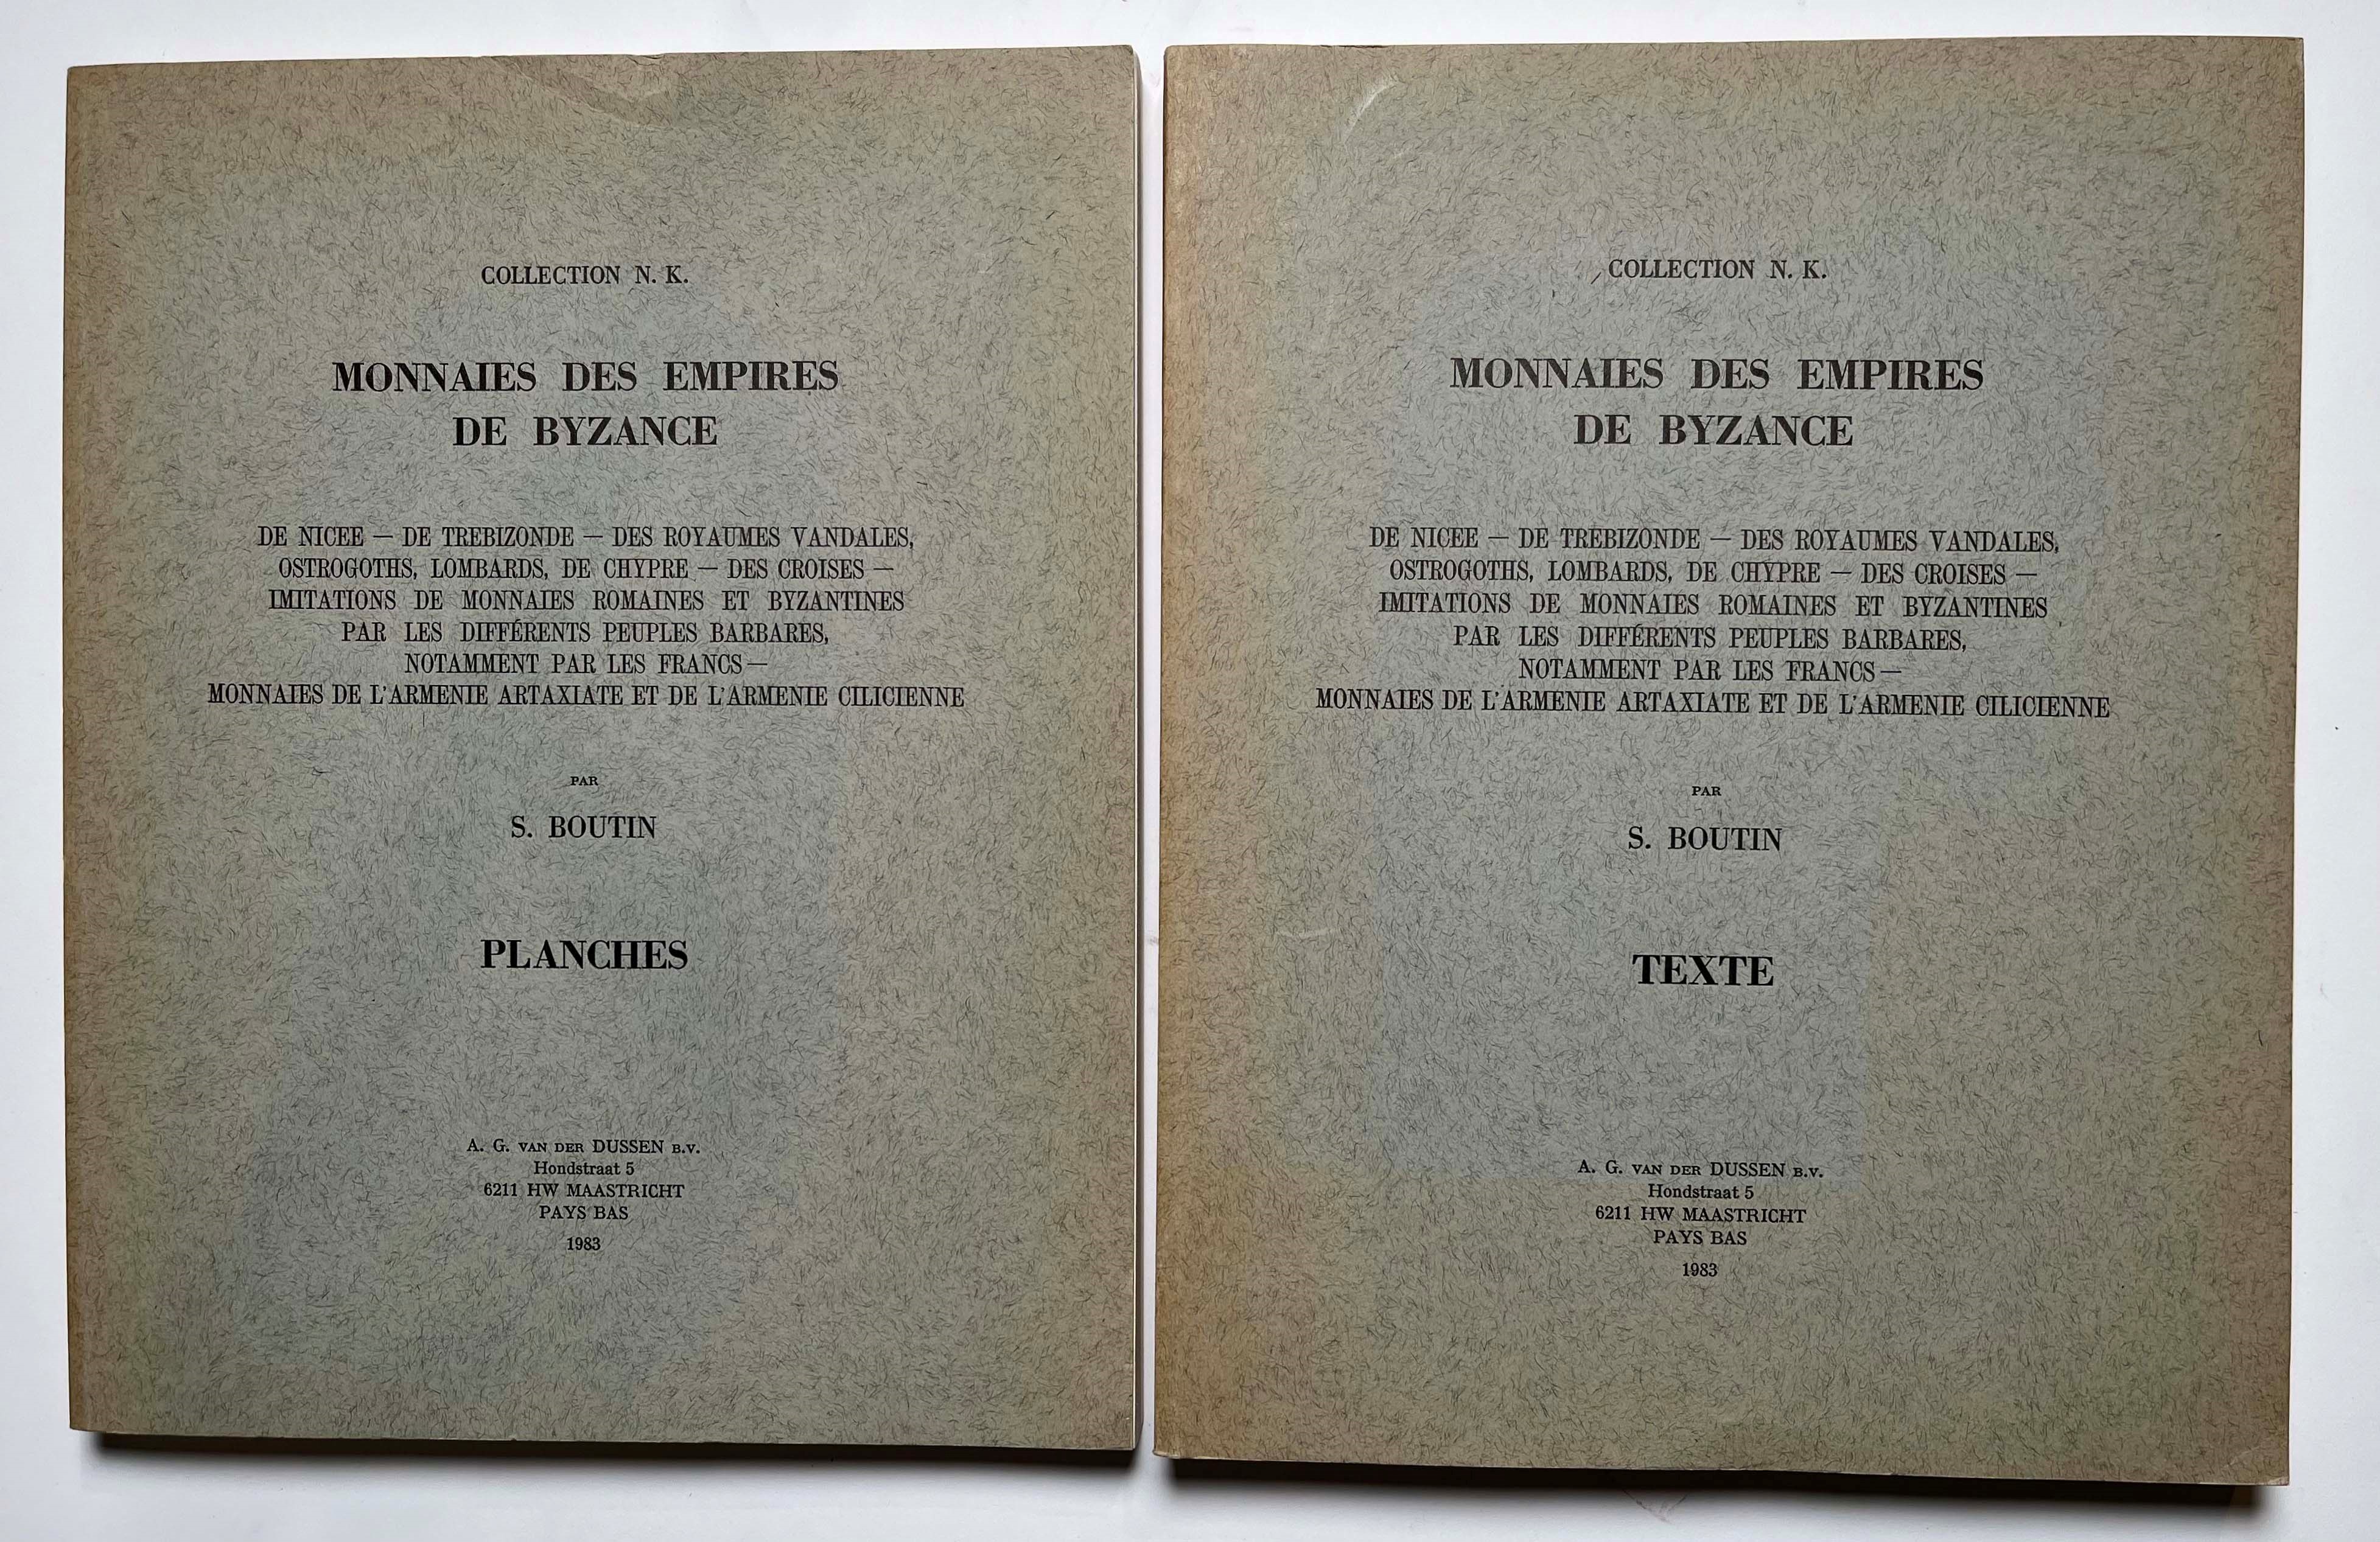 COLLECTION N. K.
MONNAIES DES EMPIRES
DE BYZANCE
DE NICEE — DE TREBIZONDE — DES ROYAUMES VANDALES,
OSTROGOTHS, LOMBARDS, DE CHYPRE — DES CROISES —
IMITATIONS DE MONNAIES ROMAINES ET BYZANTINES
PAR LES DIFFÉRENTS PEUPLES BARBARES,
NOTAMMENT PAR LES FRANCS —
MONNAIES DE L'ARMENIE ARTAXIATE ET DE L'ARMENIE CILICIENNE
PAR
S. BOUTIN
PLANCHES
A. G. VAN DER DUSSEN B.V.
Hondstraat 5
6211 HW MAASTRICHT
PAYS BAS
1983
COLLECTION N. K.
MONNAIES DES EMPIRES
DE BYZANCE
DE NICEE — DE TREBIZONDE — DES ROYAUMES VANDALES,
OSTROGOTHS, LOMBARDS, DE CHYPRE — DES CROISES —
IMITATIONS DE MONNAIES ROMAINES ET BYZANTINES
PAR LES DIFFÉRENTS PEUPLES BARBARES,
NOTAMMENT PAR LES FRANCS —
MONNAIES DE L'ARMENIE ARTAXIATE ET DE L'ARMENIE CILICIENNE
PAR
S. BOUTIN
TEXTE
A. G. VAN DER DUSSEN B.V.
Hondstraat 5
6211 HW MAASTRICHT
PAYS BAS
1983